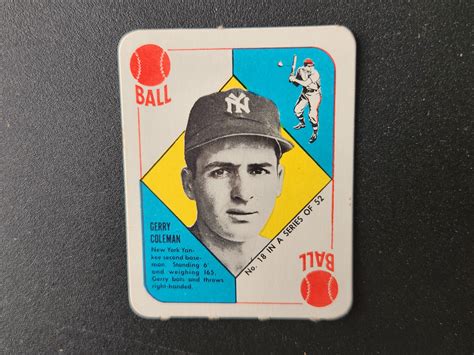 BALL
NY
GERRY
COLEMAN
New York Yan-
kee second base-
man. Standing 6'
and weighing 165,
Gerry bats and throws
right-handed.
No. 18 IN A SERIES OF 52
BALL